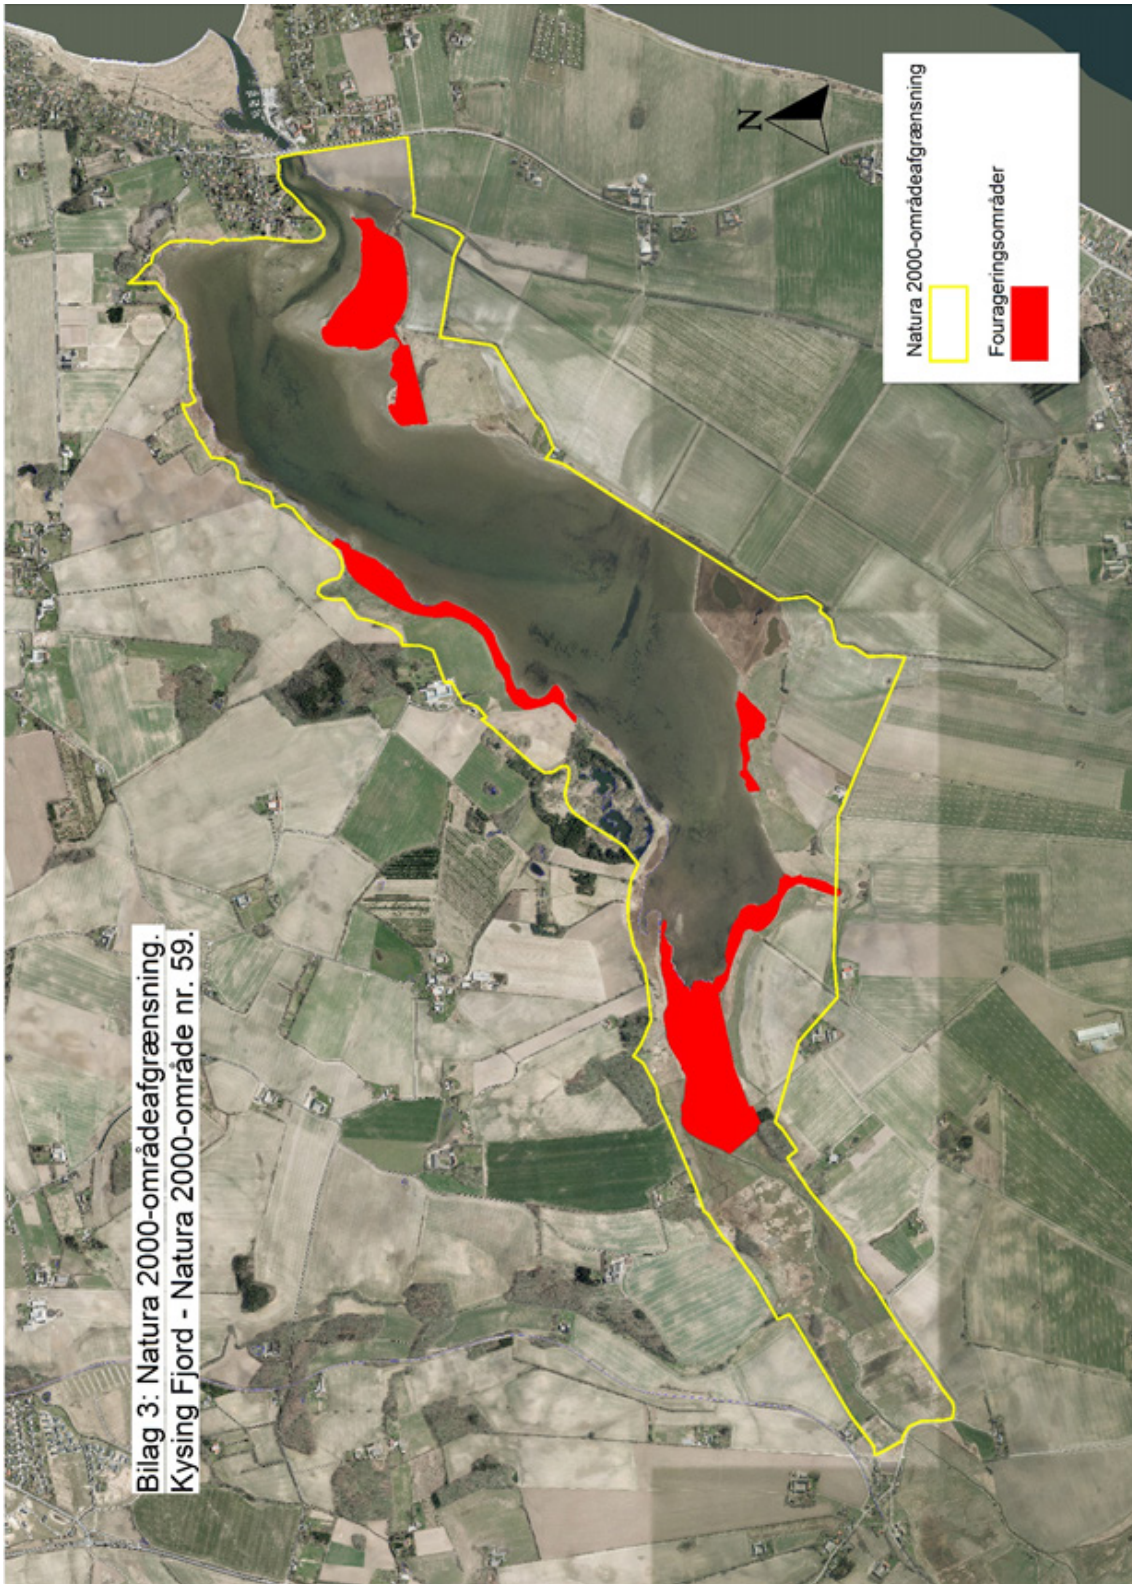 Bilag 3: Natura 2000-områdeafgrænsning.
Kysing Fjord - Natura 2000-område nr. 59.
N
Natura 2000-områdeafgrænsning
Fourageringsområder